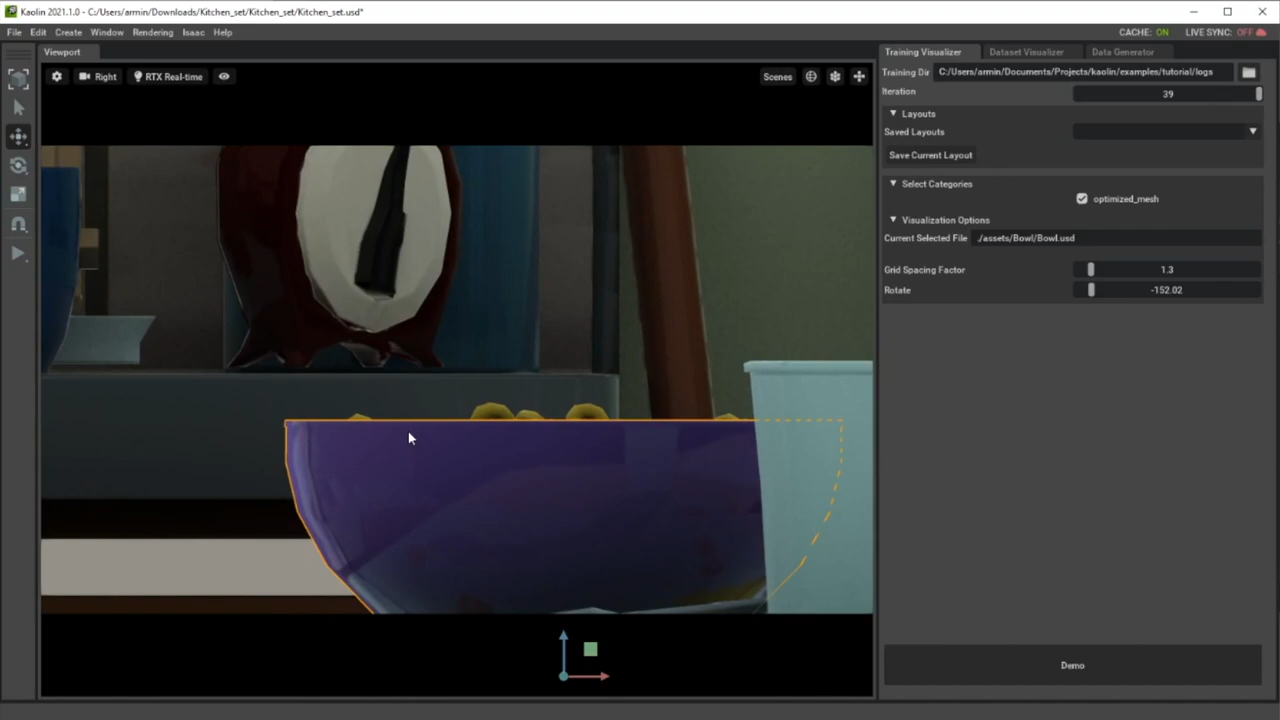 Kaolin 2021.1.0 - C:/Users/armin/Downloads/Kitchen_set/Kitchen_set/Kitchen_set.usd*
File Edit Create Window Rendering Isaac Help CACHE: ON LIVE SYNC: OFF
Viewport
Training Visualizer Dataset Visualizer Data Generator
Right RTX Real-time Scenes
Training Dir C:/Users/armin/Documents/Projects/kaolin/examples/tutorial/logs
Iteration 39
Layouts
Saved Layouts
Save Current Layout
Select Categories
optimized_mesh
Visualization Options
Current Selected File ./assets/Bowl/Bowl.usd
Grid Spacing Factor 1.3
Rotate -152.02
Demo